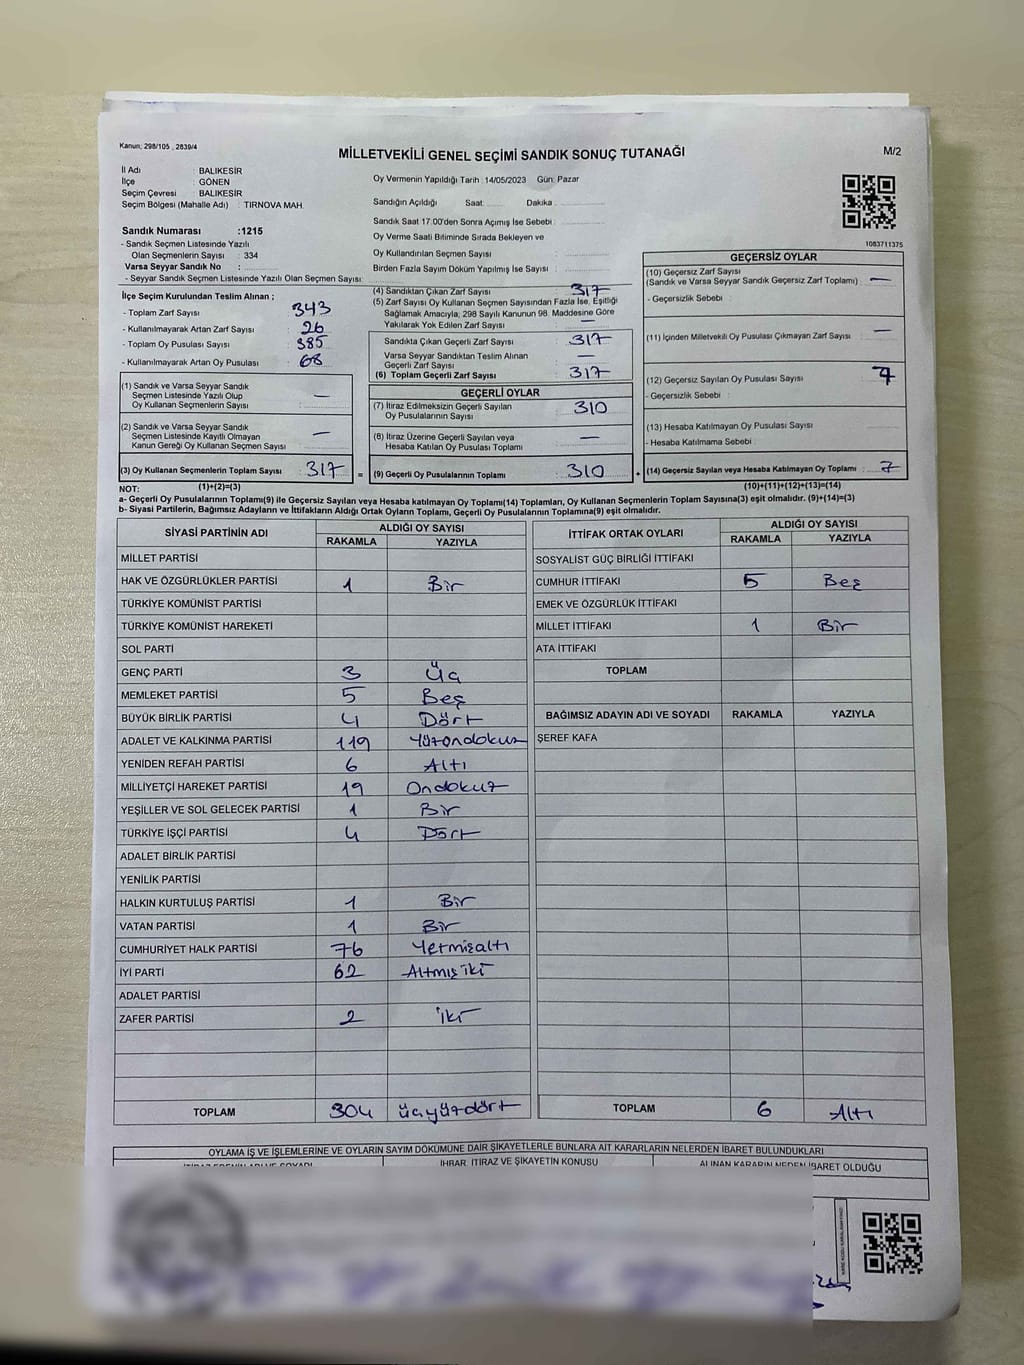 Kanun; 298/105 , 2839/4
MİLLETVEKİLİ GENEL SEÇİMİ SANDIK SONUÇ TUTANAĞI
M/2
İl Adı BALIKESİR
İlçe : GÖNEN
Seçim Çevresi : BALIKESİR
Seçim Bölgesi (Mahalle Adı) : TIRNOVA MAH.
Sandık Numarası :1215
- Sandık Seçmen Listesinde Yazılı
Olan Seçmenlerin Sayısı : 334
Varsa Seyyar Sandık No :
- Seyyar Sandık Seçmen Listesinde Yazılı Olan Seçmen Sayısı:
Oy Vermenin Yapıldığı Tarih : 14/05/2023 Gün: Pazar
Sandığın Açıldığı Saat: Dakika :
Sandık Saat 17.00'den Sonra Açımış İse Sebebi :
Oy Verme Saati Bitiminde Sırada Bekleyen ve
Oy Kullandırılan Seçmen Sayısı :
Birden Fazla Sayım Döküm Yapılmış İse Sayısı :
1083711375
İlçe Seçim Kurulundan Teslim Alınan ;
- Toplam Zarf Sayısı : 343
- Kullanılmayarak Artan Zarf Sayısı : 26
- Toplam Oy Pusulası Sayısı : 385
- Kullanılmayarak Artan Oy Pusulası : 68
(4) Sandıktan Çıkan Zarf Sayısı : 317
(5) Zarf Sayısı Oy Kullanan Seçmen Sayısından Fazla İse, Eşitliği
Sağlamak Amacıyla; 298 Sayılı Kanunun 98. Maddesine Göre
Yakılarak Yok Edilen Zarf Sayısı : —
Sandıkta Çıkan Geçerli Zarf Sayısı : 317
Varsa Seyyar Sandıktan Teslim Alınan
Geçerli Zarf Sayısı : —
(6) Toplam Geçerli Zarf Sayısı : 317
GEÇERSİZ OYLAR
(10) Geçersiz Zarf Sayısı
(Sandık ve Varsa Seyyar Sandık Geçersiz Zarf Toplamı) : —
- Geçersizlik Sebebi :
(11) İçinden Milletvekili Oy Pusulası Çıkmayan Zarf Sayısı : —
(12) Geçersiz Sayılan Oy Pusulası Sayısı : 7
- Geçersizlik Sebebi :
(13) Hesaba Katılmayan Oy Pusulası Sayısı :
- Hesaba Katılmama Sebebi :
(14) Geçersiz Sayılan veya Hesaba Katılmayan Oy Toplamı : 7
(1) Sandık ve Varsa Seyyar Sandık
Seçmen Listesinde Yazılı Olup
Oy Kullanan Seçmenlerin Sayısı : —
(2) Sandık ve Varsa Seyyar Sandık
Seçmen Listesinde Kayıtlı Olmayan
Kanun Gereği Oy Kullanan Seçmen Sayısı : —
(3) Oy Kullanan Seçmenlerin Toplam Sayısı : 317 =
GEÇERLİ OYLAR
(7) İtiraz Edilmeksizin Geçerli Sayılan
Oy Pusulalarının Sayısı : 310
(8) İtiraz Üzerine Geçerli Sayılan veya
Hesaba Katılan Oy Pusulası Toplamı : —
(9) Geçerli Oy Pusulalarının Toplamı : 310 +
NOT: (1)+(2)=(3) (10)+(11)+(12)+(13)=(14)
a- Geçerli Oy Pusulalarının Toplamı(9) ile Geçersiz Sayılan veya Hesaba katılmayan Oy Toplamı(14) Toplamları, Oy Kullanan Seçmenlerin Toplam Sayısına(3) eşit olmalıdır. (9)+(14)=(3)
b- Siyasi Partilerin, Bağımsız Adayların ve İttifakların Aldığı Ortak Oyların Toplamı, Geçerli Oy Pusulalarının Toplamına(9) eşit olmalıdır.
SİYASİ PARTİNİN ADI ALDIĞI OY SAYISI
RAKAMLA YAZIYLA
MİLLET PARTİSİ
HAK VE ÖZGÜRLÜKLER PARTİSİ 1 Bir
TÜRKİYE KOMÜNİST PARTİSİ
TÜRKİYE KOMÜNİST HAREKETİ
SOL PARTİ
GENÇ PARTİ 3 Üç
MEMLEKET PARTİSİ 5 Beş
BÜYÜK BİRLİK PARTİSİ 4 Dört
ADALET VE KALKINMA PARTİSİ 119 Yüzondokuz
YENİDEN REFAH PARTİSİ 6 Altı
MİLLİYETÇİ HAREKET PARTİSİ 19 Ondokuz
YEŞİLLER VE SOL GELECEK PARTİSİ 1 Bir
TÜRKİYE İŞÇİ PARTİSİ 4 Dört
ADALET BİRLİK PARTİSİ
YENİLİK PARTİSİ
HALKIN KURTULUŞ PARTİSİ 1 Bir
VATAN PARTİSİ 1 Bir
CUMHURİYET HALK PARTİSİ 76 Yetmişaltı
İYİ PARTİ 62 Altmışiki
ADALET PARTİSİ
ZAFER PARTİSİ 2 iki
TOPLAM 304 üçyüzdört
İTTİFAK ORTAK OYLARI ALDIĞI OY SAYISI
RAKAMLA YAZIYLA
SOSYALİST GÜÇ BİRLİĞİ İTTİFAKI
CUMHUR İTTİFAKI 5 Beş
EMEK VE ÖZGÜRLÜK İTTİFAKI
MİLLET İTTİFAKI 1 Bir
ATA İTTİFAKI
TOPLAM
BAĞIMSIZ ADAYIN ADI VE SOYADI RAKAMLA YAZIYLA
ŞEREF KAFA
TOPLAM 6 Altı
OYLAMA İŞ VE İŞLEMLERİNE VE OYLARIN SAYIM DÖKÜMÜNE DAİR ŞİKAYETLERLE BUNLARA AİT KARARLARIN NELERDEN İBARET BULUNDUKLARI
İTİRAZ EDENİN ADI VE SOYADI İHBAR, İTİRAZ VE ŞİKAYETİN KONUSU ALINAN KARARIN NEDEN İBARET OLDUĞU